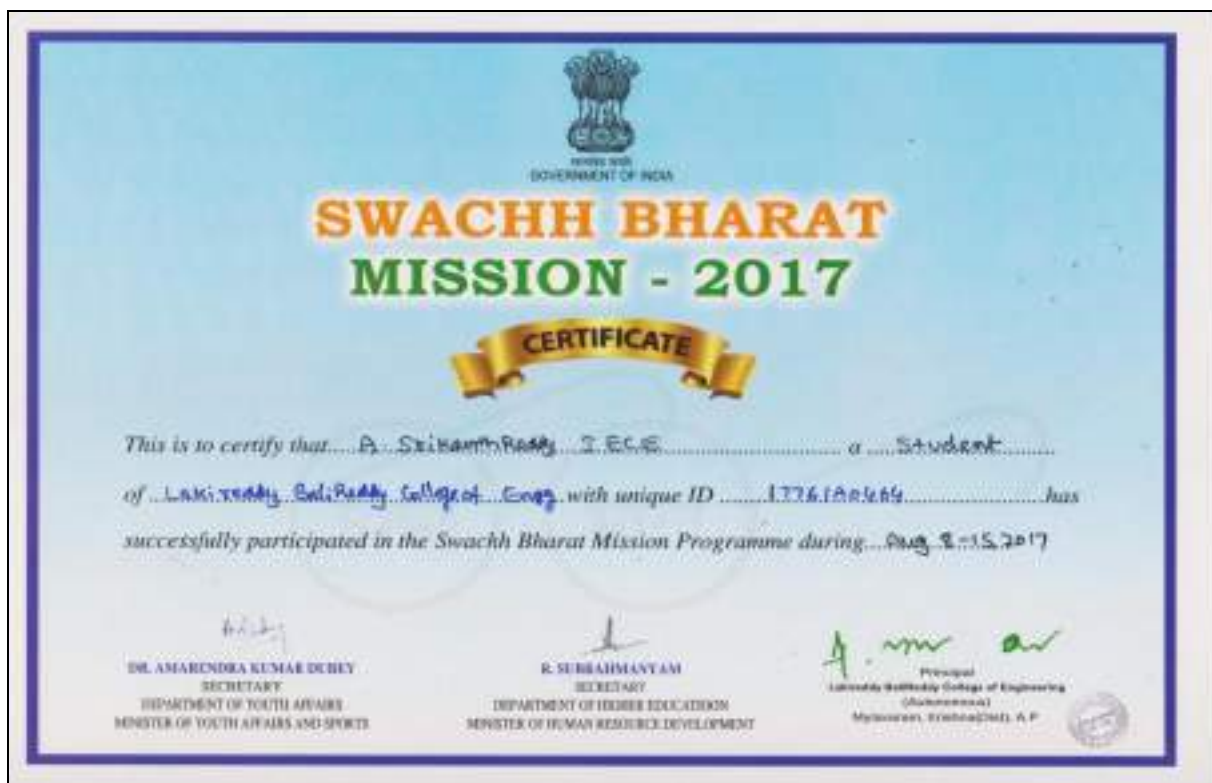 GOVERNMENT OF INDIA
SWACHH BHARAT
MISSION - 2017
CERTIFICATE
This is to certify that A. Srikanth Reddy I ECE a Student
of Lakireddy BaliReddy College of Engg with unique ID 17761A0464 has
successfully participated in the Swachh Bharat Mission Programme during Aug 8-15, 2017
DR. AMARENDRA KUMAR DUBEY
SECRETARY
DEPARTMENT OF YOUTH AFFAIRS
MINISTER OF YOUTH AFFAIRS AND SPORTS
R. SUBRAHMANYAM
SECRETARY
DEPARTMENT OF HIGHER EDUCATION
MINISTER OF HUMAN RESOURCE DEVELOPMENT
Principal
Lakireddy BaliReddy College of Engineering
(Autonomous)
Mylavaram, Krishna(Dist), A.P